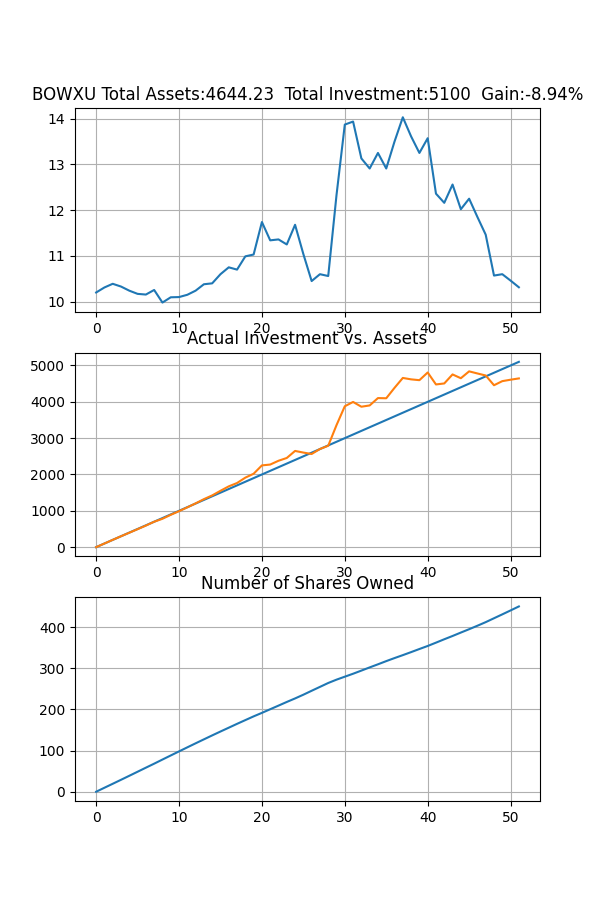 BOWXU Total Assets:4644.23  Total Investment:5100  Gain:-8.94%
14
13
12
11
10
0 10 20 30 40 50
Actual Investment vs. Assets
5000
4000
3000
2000
1000
0
0 10 20 30 40 50
Number of Shares Owned
400
300
200
100
0
0 10 20 30 40 50